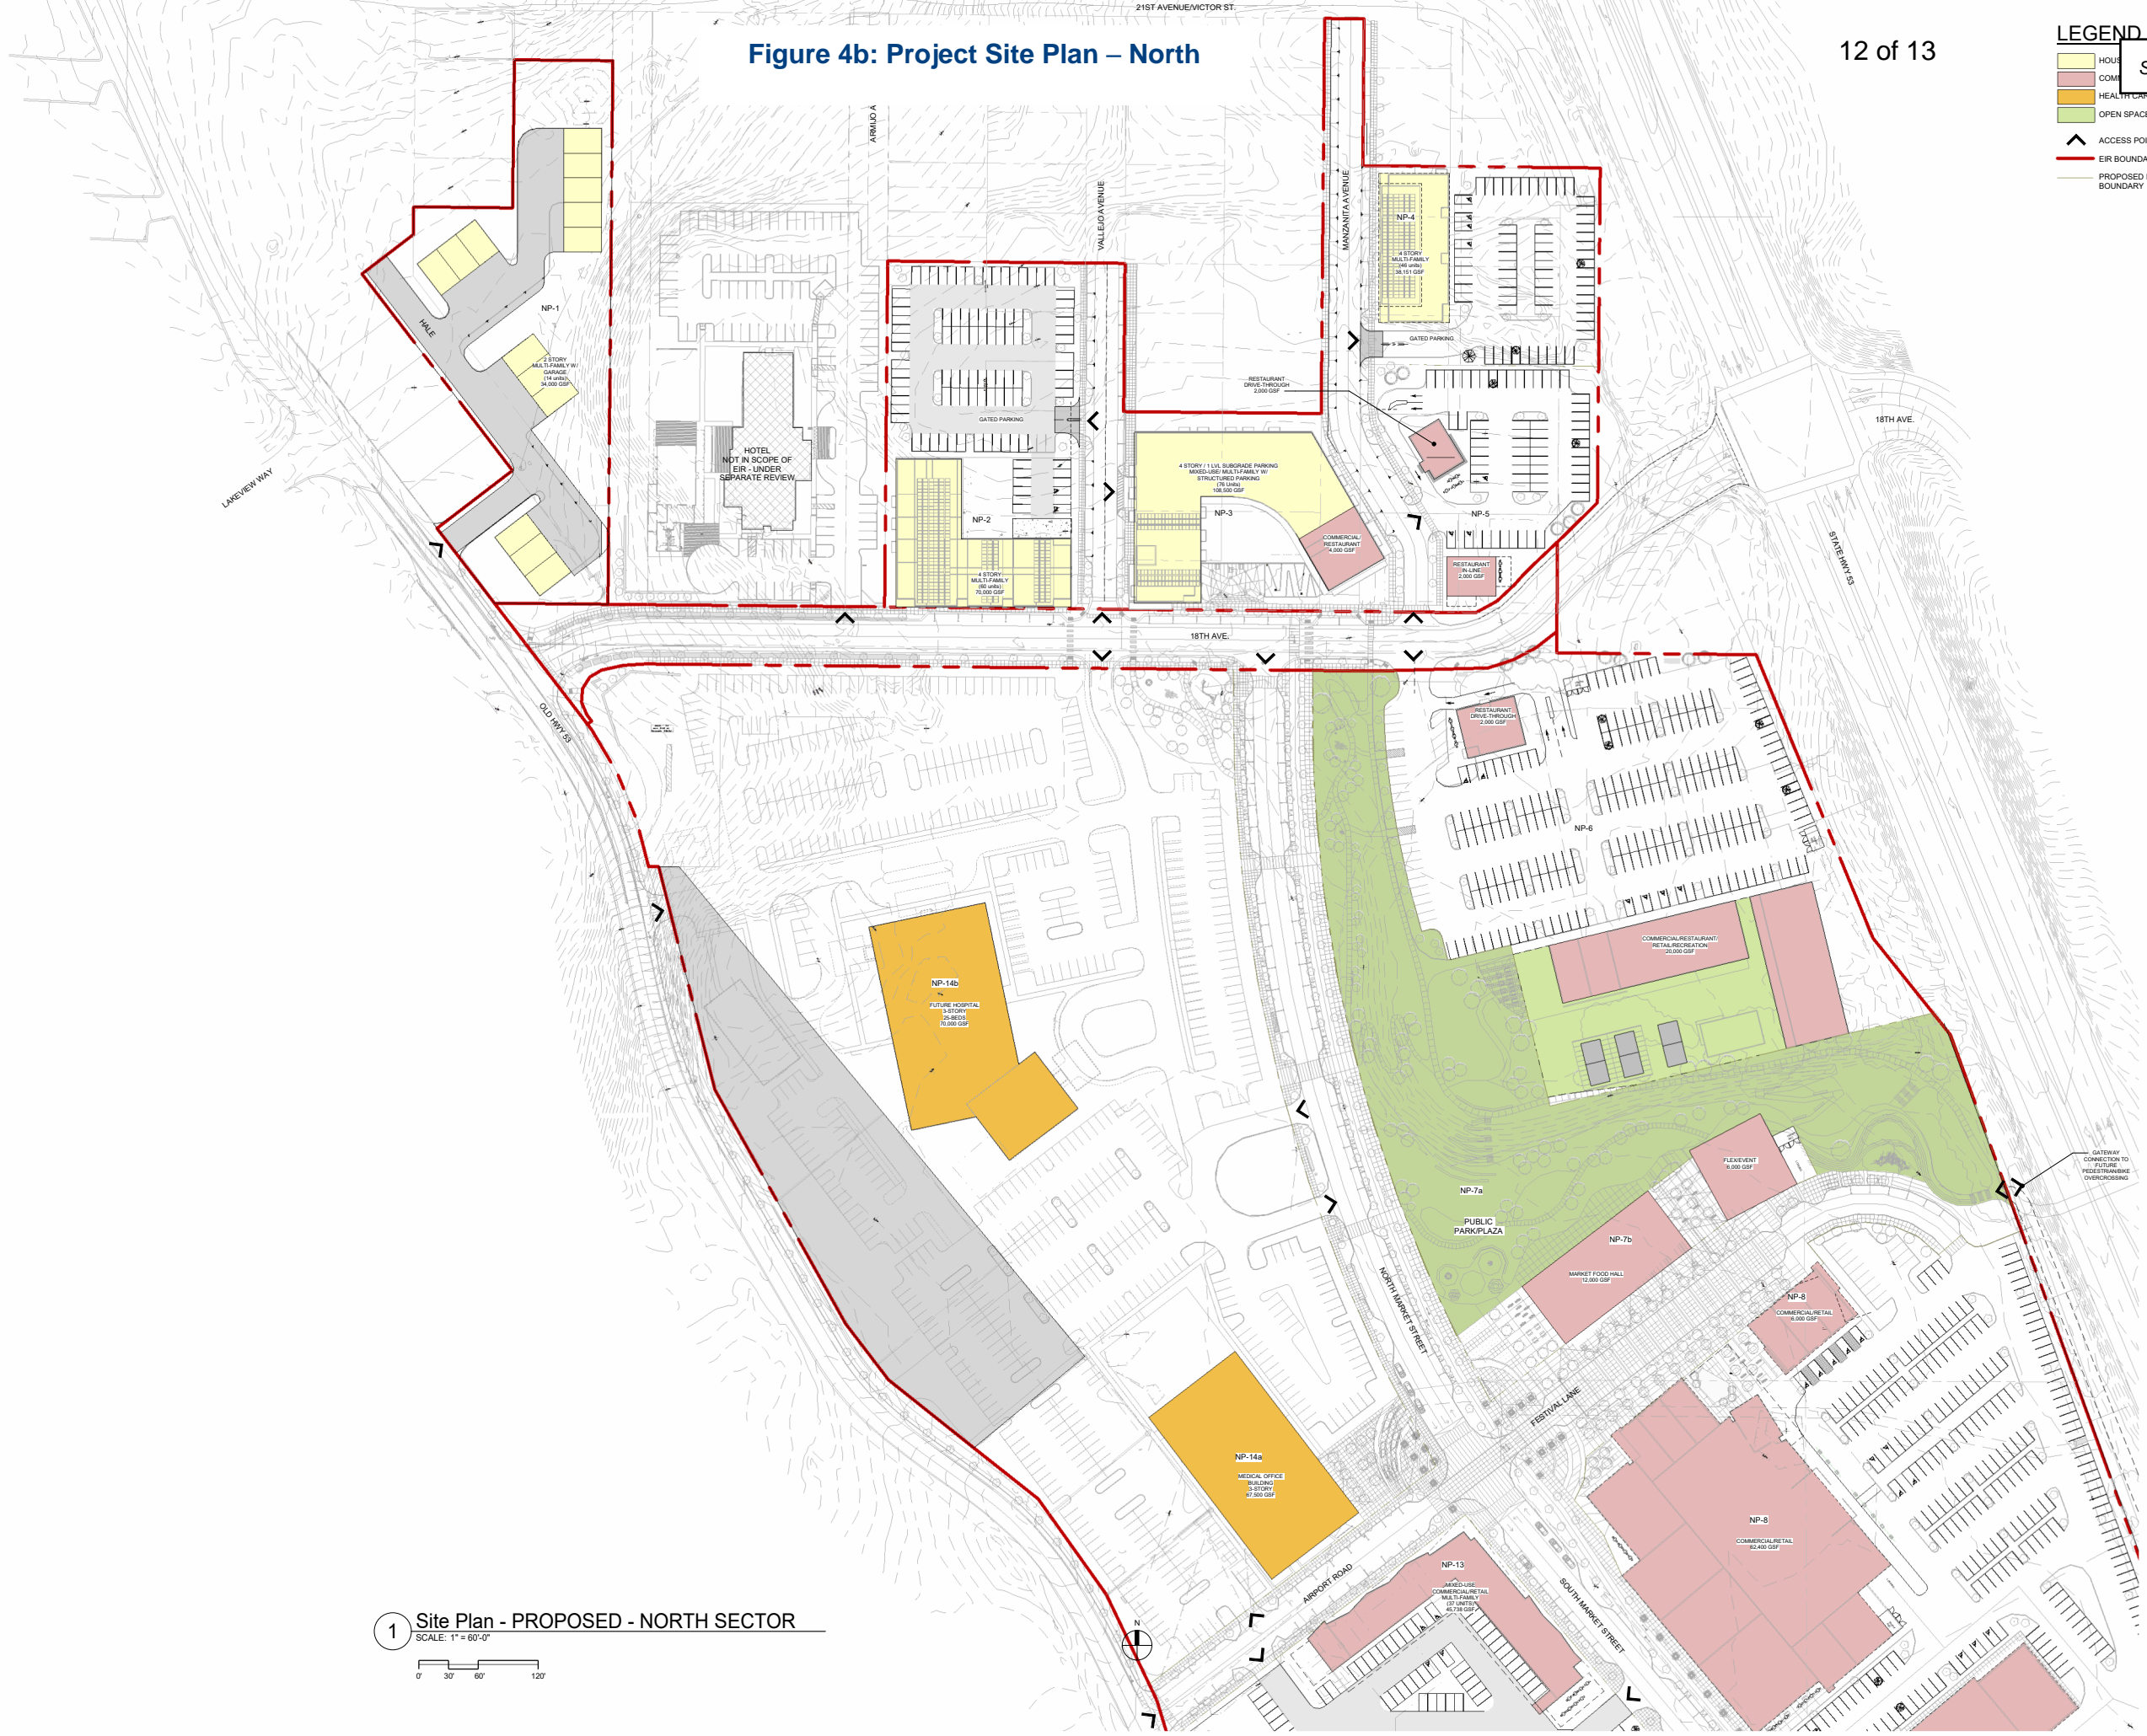 21ST AVENUE/VICTOR ST.
Figure 4b: Project Site Plan – North
12 of 13
LEGEND
S
HEALTH CAR
OPEN SPACE
ACCESS POI
EIR BOUNDA
PROPOSED
BOUNDARY
ARMIJO A
VALLEJO AVENUE
MANZANITA AVENUE
NP-4
4 STORY
MULTI-FAMILY
(46 units)
38,151 GSF
GATED PARKING
NP-1
HALE
2 STORY
MULTI-FAMILY W/
GARAGE
(14 units)
34,000 GSF
RESTAURANT
DRIVE-THROUGH
2,000 GSF
GATED PARKING
18TH AVE.
HOTEL
NOT IN SCOPE OF
EIR - UNDER
SEPARATE REVIEW
LAKEVIEW WAY
4 STORY / 1 LVL SUBGRADE PARKING
MIXED-USE/ MULTI-FAMILY W/
STRUCTURED PARKING
(76 Units)
108,500 GSF
NP-2
NP-3
NP-5
COMMERCIAL/
RESTAURANT
4,000 GSF
STATE HWY 53
RESTAURANT
IN-LINE
2,000 GSF
4 STORY
MULTI-FAMILY
(60 units)
70,000 GSF
18TH AVE.
OLD HWY 53
RESTAURANT
DRIVE-THROUGH
2,000 GSF
NP-6
COMMERCIAL/RESTAURANT/
RETAIL/RECREATION
20,000 GSF
NP-14b
FUTURE HOSPITAL
3-STORY
25-BEDS
70,000 GSF
FLEX/EVENT
6,000 GSF
GATEWAY
CONNECTION TO
FUTURE
PEDESTRIAN/BIKE
OVERCROSSING
NP-7a
PUBLIC
PARK/PLAZA
NP-7b
MARKET FOOD HALL
12,000 GSF
NORTH MARKET STREET
NP-8
COMMERCIAL/RETAIL
6,000 GSF
FESTIVAL LANE
NP-14a
MEDICAL OFFICE
BUILDING
3-STORY
67,500 GSF
NP-8
COMMERCIAL/RETAIL
62,400 GSF
NP-13
MIXED-USE
COMMERCIAL/RETAIL
MULTI-FAMILY
(37 UNITS)
45,738 GSF
AIRPORT ROAD
SOUTH MARKET STREET
1
Site Plan - PROPOSED - NORTH SECTOR
SCALE: 1" = 60'-0"
0' 30' 60' 120'
N